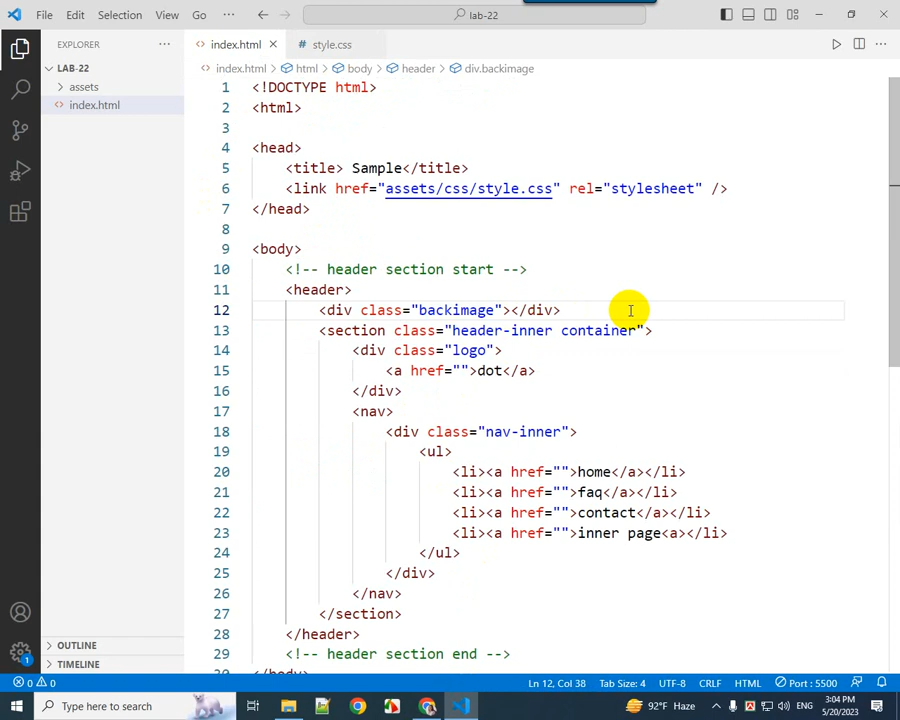 File Edit Selection View Go ··· lab-22
EXPLORER ··· index.html style.css
LAB-22
assets
index.html
index.html > html > body > header > div.backimage
1 <!DOCTYPE html>
2 <html>
3
4 <head>
5 <title> Sample</title>
6 <link href="assets/css/style.css" rel="stylesheet" />
7 </head>
8
9 <body>
10 <!-- header section start -->
11 <header>
12 <div class="backimage"></div>
13 <section class="header-inner container">
14 <div class="logo">
15 <a href="">dot</a>
16 </div>
17 <nav>
18 <div class="nav-inner">
19 <ul>
20 <li><a href="">home</a></li>
21 <li><a href="">faq</a></li>
22 <li><a href="">contact</a></li>
23 <li><a href="">inner page<a></li>
24 </ul>
25 </div>
26 </nav>
27 </section>
28 </header>
29 <!-- header section end -->
30 </body>
OUTLINE
TIMELINE
1
0 0 Ln 12, Col 38 Tab Size: 4 UTF-8 CRLF HTML Port : 5500
Type here to search 92°F Haze 3:04 PM
5/20/2023